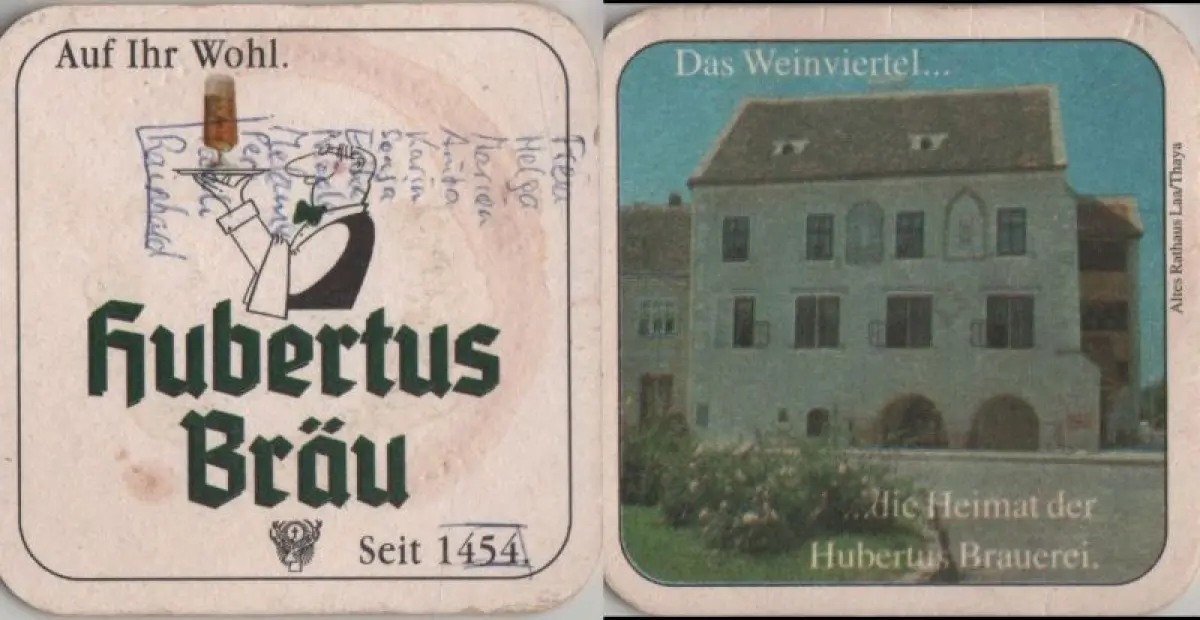 Auf Ihr Wohl.
Helga
Marion
Anita
Karin
Sonja
Hubertus
Bräu
Seit 1454.
Das Weinviertel...
Altes Rathaus Laa/Thaya
...die Heimat der
Hubertus Brauerei.